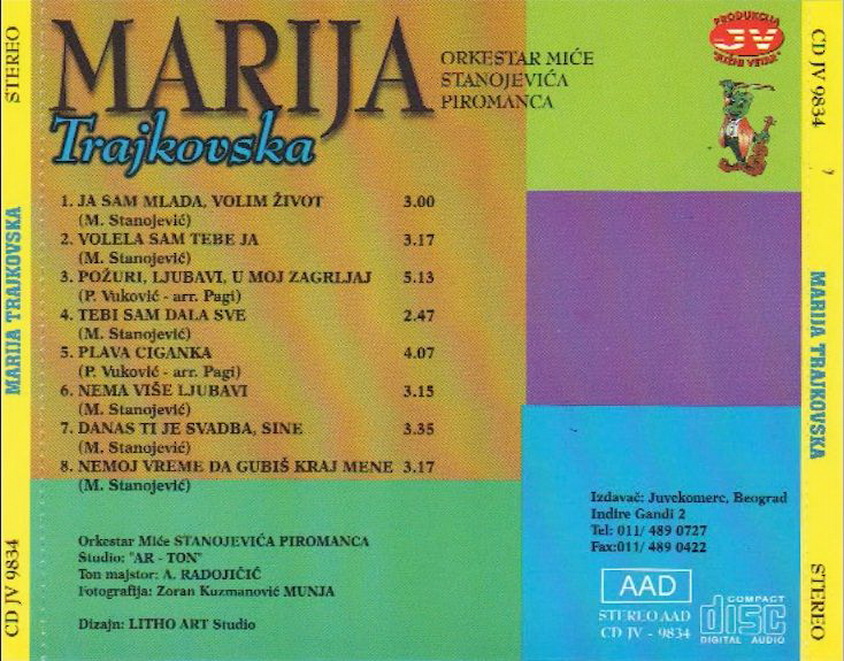 STEREO
MARIJA TRAJKOVSKA
CD JV 9834
MARIJA
Trajkovska
ORKESTAR MIĆE
STANOJEVIĆA
PIROMANCA
PRODUKCIJA
JV
"JUŽNI VETAR"
1. JA SAM MLADA, VOLIM ŽIVOT 3.00
(M. Stanojević)
2. VOLELA SAM TEBE JA 3.17
(M. Stanojević)
3. POŽURI, LJUBAVI, U MOJ ZAGRLJAJ 5.13
(P. Vuković - arr. Pagi)
4. TEBI SAM DALA SVE 2.47
(M. Stanojević)
5. PLAVA CIGANKA 4.07
(P. Vuković - arr. Pagi)
6. NEMA VIŠE LJUBAVI 3.15
(M. Stanojević)
7. DANAS TI JE SVADBA, SINE 3.35
(M. Stanojević)
8. NEMOJ VREME DA GUBIŠ KRAJ MENE 3.17
(M. Stanojević)
Orkestar Miće STANOJEVIĆA PIROMANCA
Studio: "AR - TON"
Ton majstor: A. RADOJIČIĆ
Fotografija: Zoran Kuzmanović MUNJA
Dizajn: LITHO ART Studio
Izdavač: Juvekomerc, Beograd
Indire Gandi 2
Tel: 011/ 489 0727
Fax:011/ 489 0422
AAD
STEREO AAD
CD JV - 9834
COMPACT
disc
DIGITAL AUDIO
CD JV 9834
MARIJA TRAJKOVSKA
STEREO